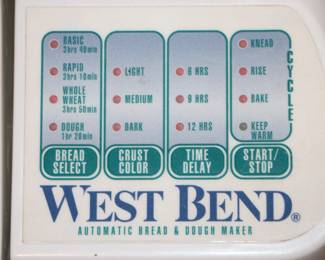 BASIC
3hrs 40min
RAPID
2hrs 10min
WHOLE
WHEAT
3hrs 50min
DOUGH
1hr 20min
BREAD
SELECT
LIGHT
MEDIUM
DARK
CRUST
COLOR
6 HRS
9 HRS
12 HRS
TIME
DELAY
KNEAD
RISE
BAKE
KEEP
WARM
CYCLE
START/
STOP
WEST BEND®
AUTOMATIC BREAD & DOUGH MAKER